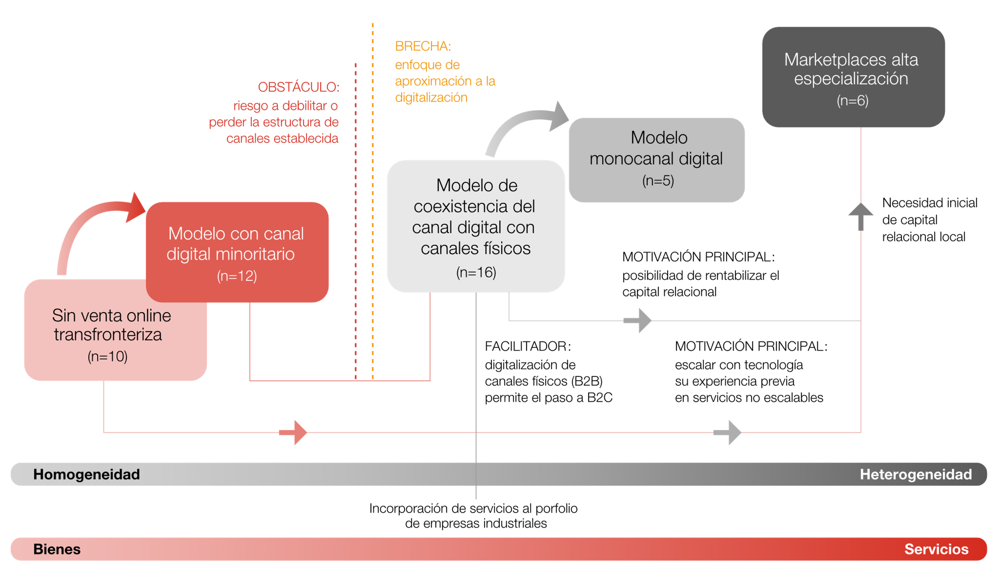 BRECHA:
enfoque de
aproximación a la
digitalización
Marketplaces alta
especialización
(n=6)
OBSTÁCULO:
riesgo a debilitar o
perder la estructura de
canales establecida
Modelo
monocanal digital
(n=5)
Modelo de
coexistencia del
canal digital con
canales físicos
(n=16)
Modelo con canal
digital minoritario
(n=12)
Sin venta online
transfronteriza
(n=10)
Necesidad inicial
de capital
relacional local
MOTIVACIÓN PRINCIPAL:
posibilidad de rentabilizar el
capital relacional
FACILITADOR:
digitalización de
canales físicos (B2B)
permite el paso a B2C
MOTIVACIÓN PRINCIPAL:
escalar con tecnología
su experiencia previa
en servicios no escalables
Homogeneidad
Heterogeneidad
Incorporación de servicios al porfolio
de empresas industriales
Bienes
Servicios